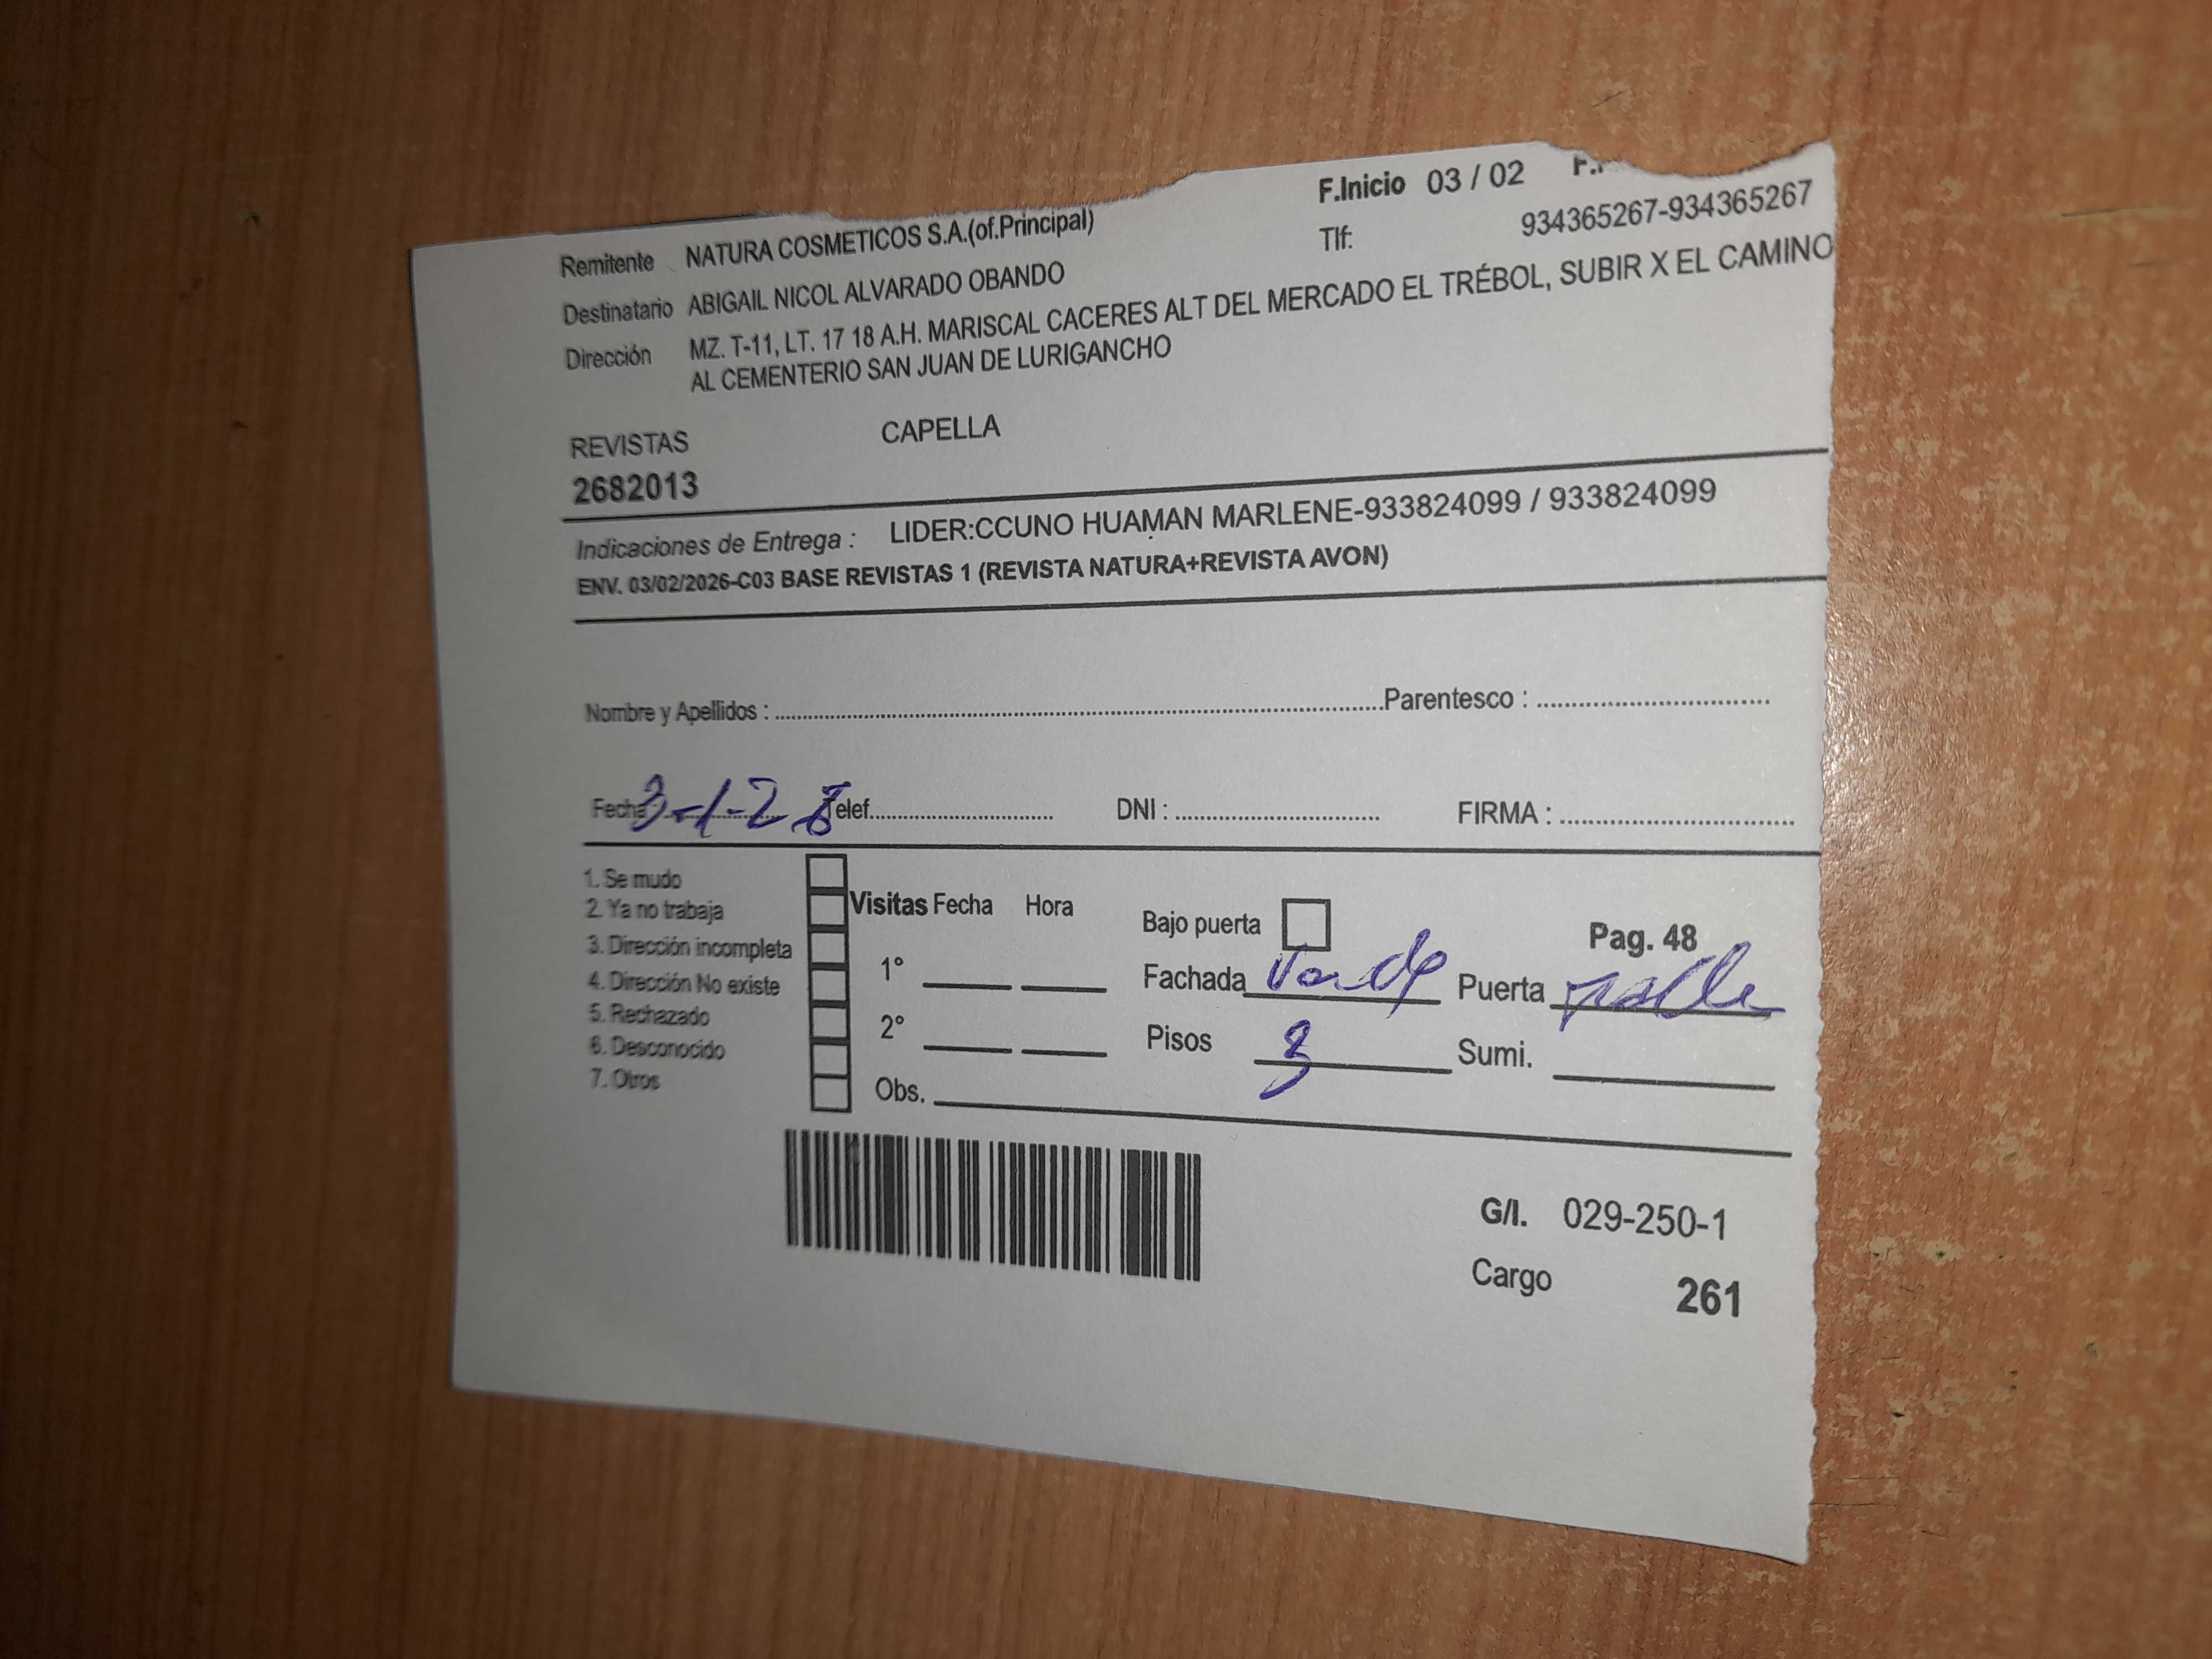 F.Inicio 03 / 02
Remitente NATURA COSMETICOS S.A.(of.Principal) Tlf: 934365267-934365267
Destinatario ABIGAIL NICOL ALVARADO OBANDO
Dirección MZ. T-11, LT. 17 18 A.H. MARISCAL CACERES ALT DEL MERCADO EL TRÉBOL, SUBIR X EL CAMINO
AL CEMENTERIO SAN JUAN DE LURIGANCHO
REVISTAS CAPELLA
2682013
Indicaciones de Entrega : LIDER:CCUNO HUAMAN MARLENE-933824099 / 933824099
ENV. 03/02/2026-C03 BASE REVISTAS 1 (REVISTA NATURA+REVISTA AVON)
Nombre y Apellidos : Parentesco :
Fecha: Telef. DNI : FIRMA :
1. Se mudo
2. Ya no trabaja Visitas Fecha Hora Bajo puerta Pag. 48
3. Dirección incompleta
4. Dirección No existe 1° Fachada Puerta
5. Rechazado
6. Desconocido 2° Pisos 3 Sumi.
7. Otros Obs.
G/I. 029-250-1
Cargo 261